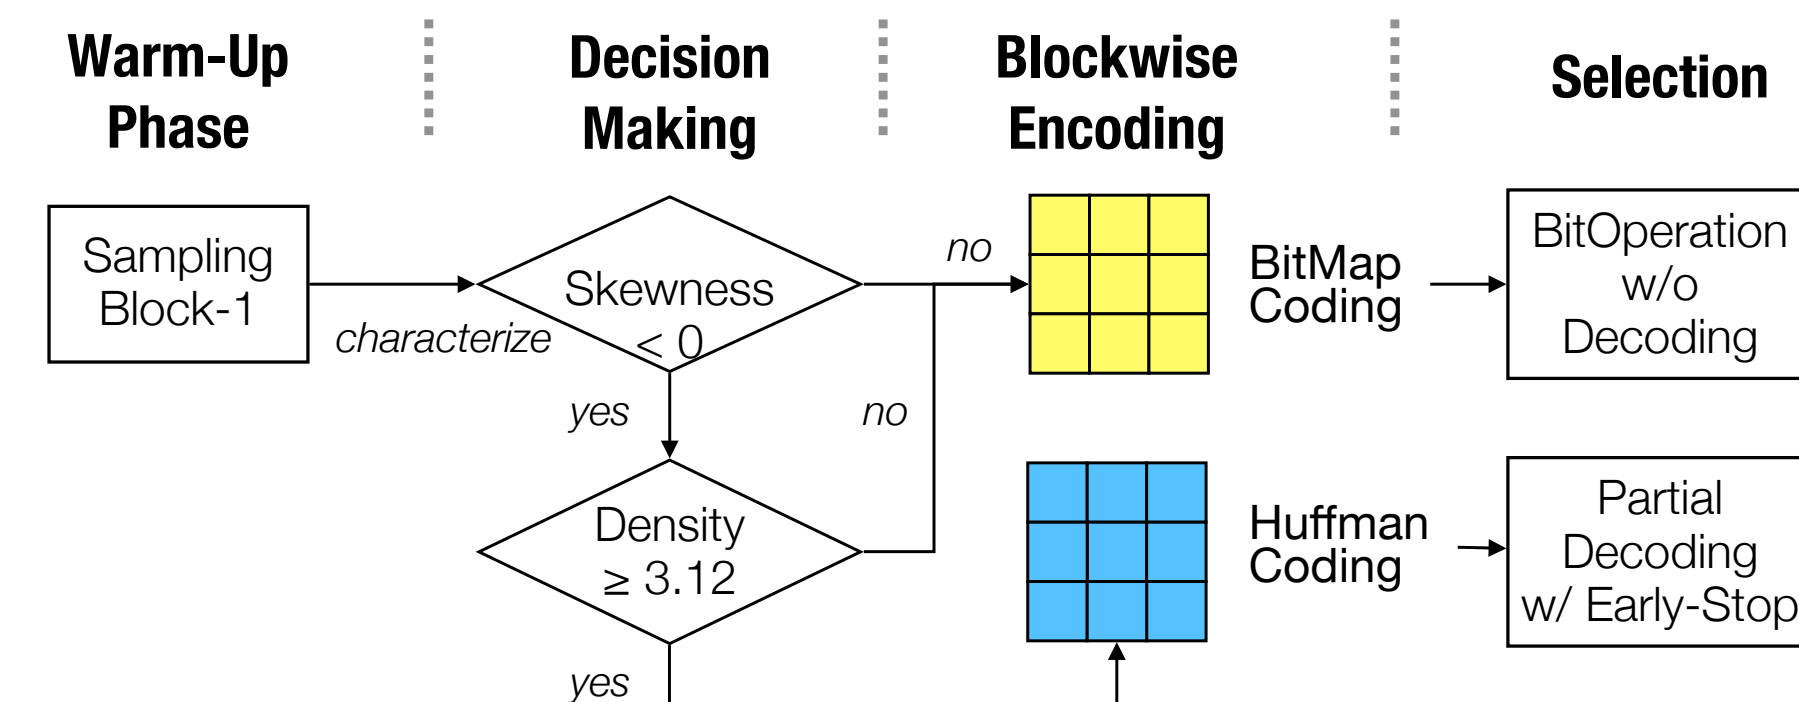 Warm-Up
Phase
Decision
Making
Blockwise
Encoding
Selection
Sampling
Block-1
characterize
Skewness
< 0
no
BitMap
Coding
BitOperation
w/o
Decoding
yes
no
Density
≥ 3.12
Huffman
Coding
Partial
Decoding
w/ Early-Stop
yes